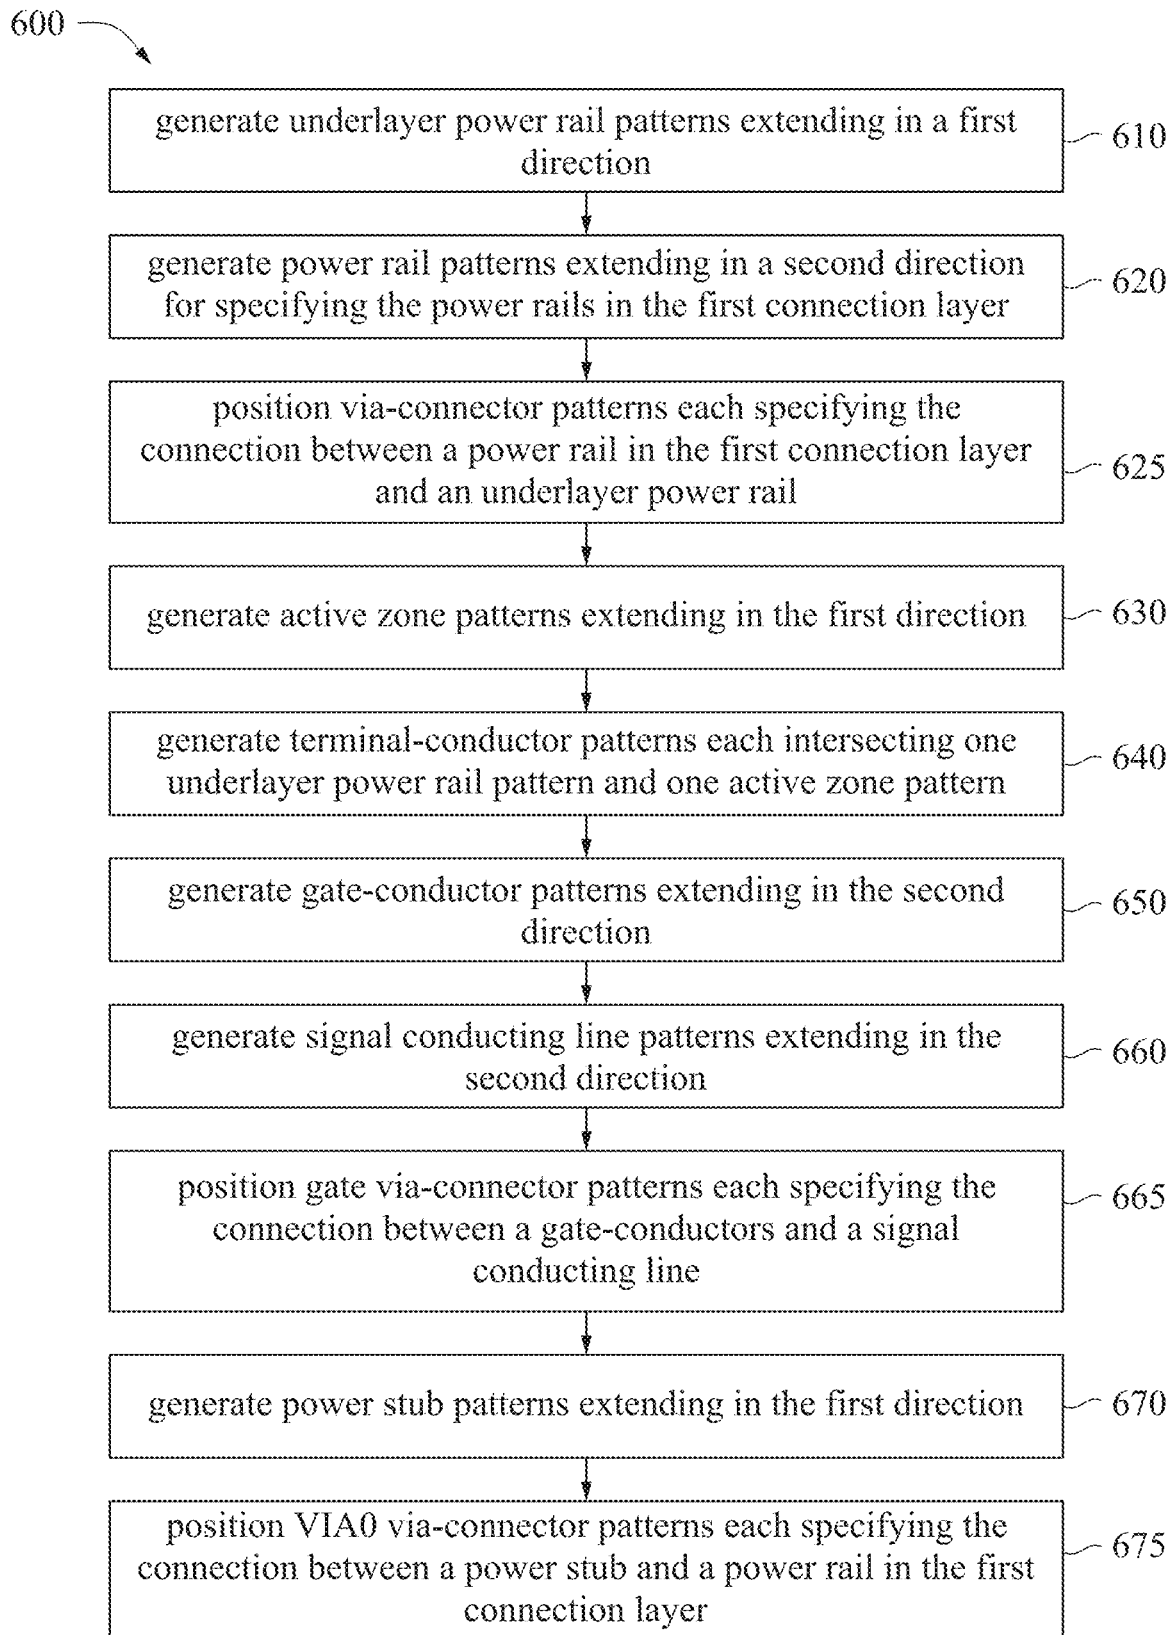 600
generate underlayer power rail patterns extending in a first
direction
610
generate power rail patterns extending in a second direction
for specifying the power rails in the first connection layer
620
position via-connector patterns each specifying the
connection between a power rail in the first connection layer
and an underlayer power rail
625
generate active zone patterns extending in the first direction
630
generate terminal-conductor patterns each intersecting one
underlayer power rail pattern and one active zone pattern
640
generate gate-conductor patterns extending in the second
direction
650
generate signal conducting line patterns extending in the
second direction
660
position gate via-connector patterns each specifying the
connection between a gate-conductors and a signal
conducting line
665
generate power stub patterns extending in the first direction
670
position VIA0 via-connector patterns each specifying the
connection between a power stub and a power rail in the first
connection layer
675